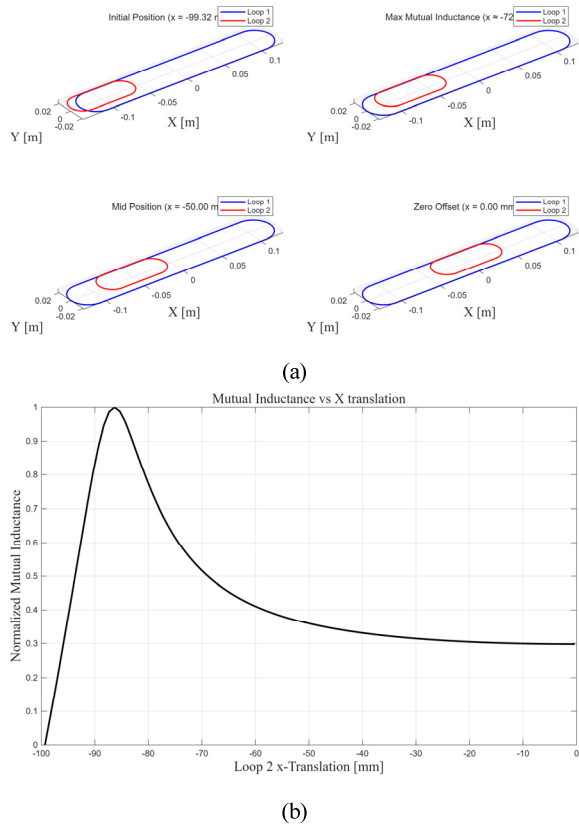 Initial Position (x = -99.32 m
Loop 1
Loop 2
0.1
0.05
0
-0.05
-0.1
0.02
0
-0.02
X [m]
Y [m]
Max Mutual Inductance (x ≈ -72
Loop 1
Loop 2
0.1
0.05
0
-0.05
-0.1
0.02
0
-0.02
X [m]
Y [m]
Mid Position (x = -50.00 m
Loop 1
Loop 2
0.1
0.05
0
-0.05
-0.1
0.02
0
-0.02
X [m]
Y [m]
Zero Offset (x = 0.00 mm
Loop 1
Loop 2
0.1
0.05
0
-0.05
-0.1
0.02
0
-0.02
X [m]
Y [m]
(a)
Mutual Inductance vs X translation
Normalized Mutual Inductance
1
0.9
0.8
0.7
0.6
0.5
0.4
0.3
0.2
0.1
0
-100 -90 -80 -70 -60 -50 -40 -30 -20 -10 0
Loop 2 x-Translation [mm]
(b)